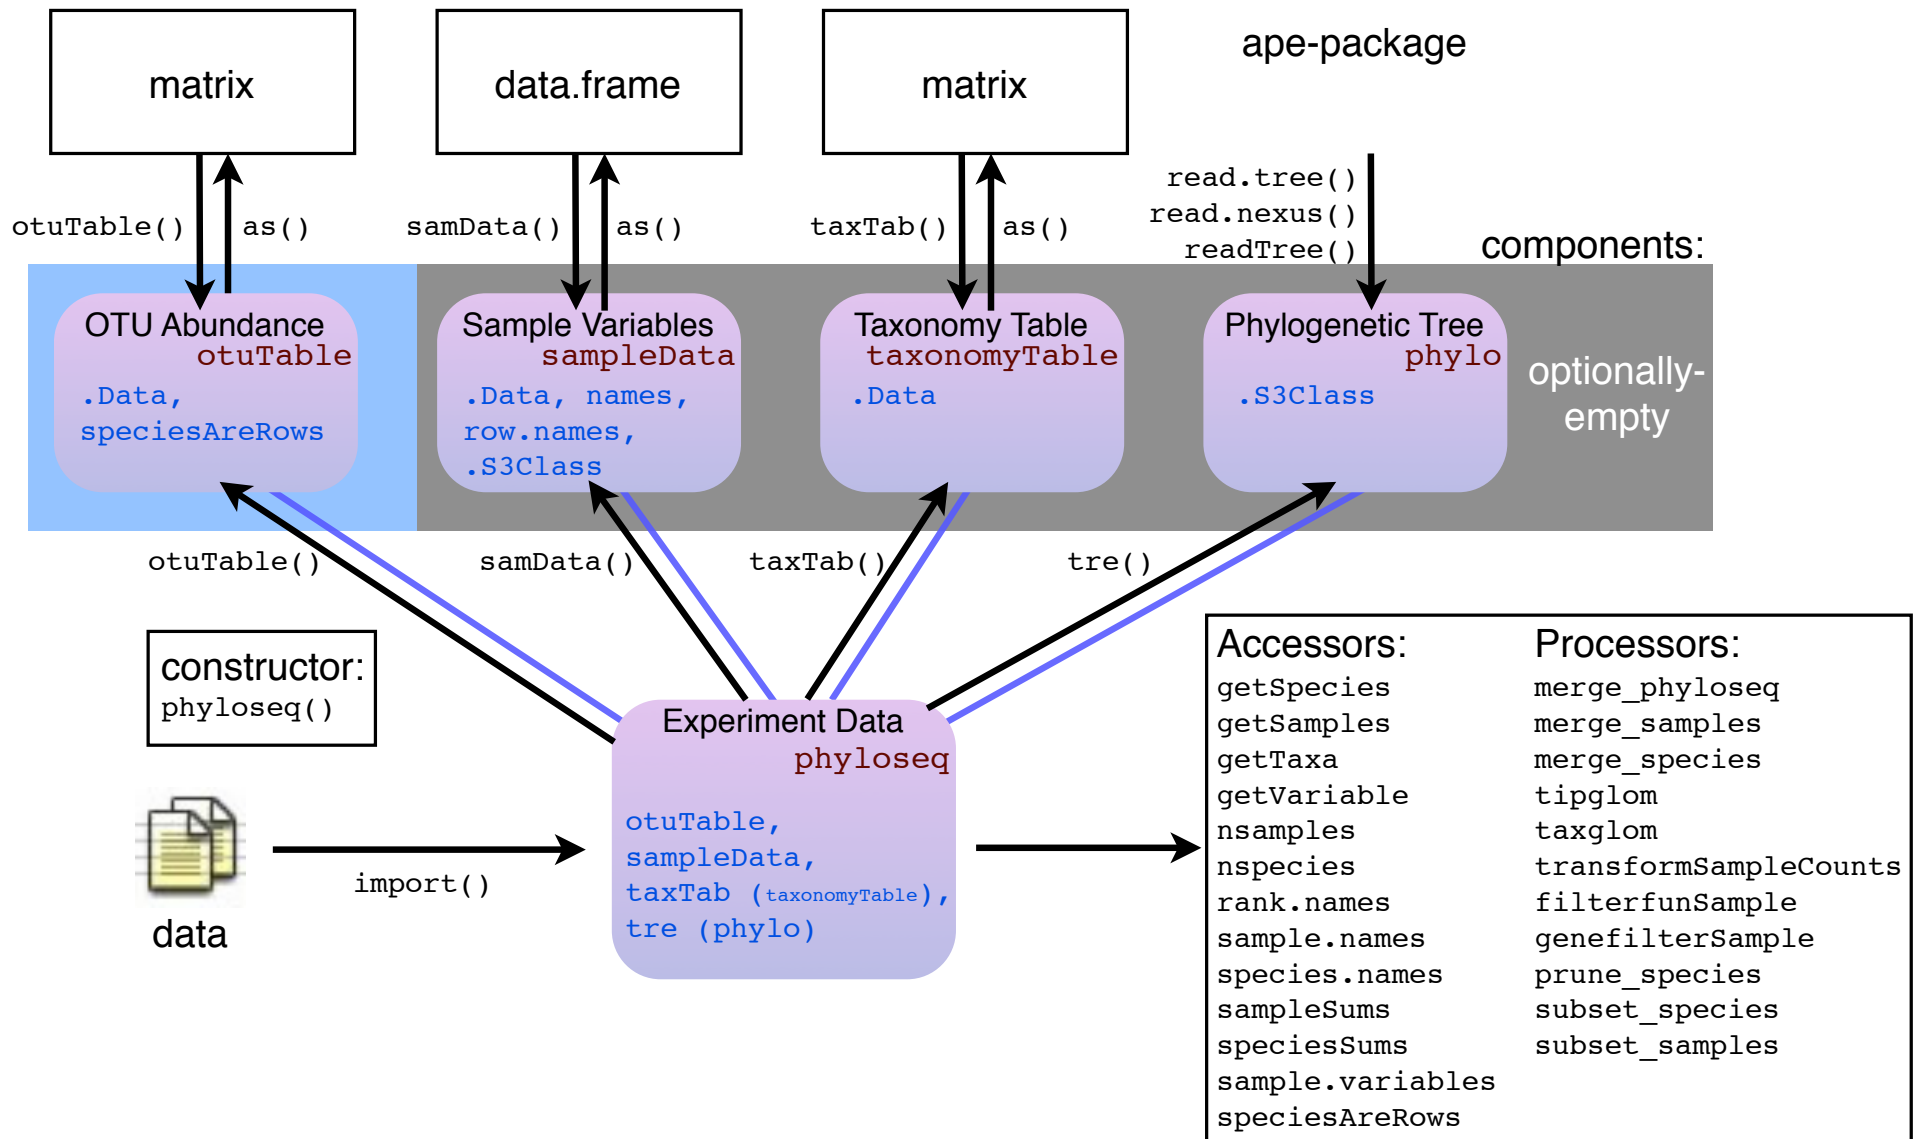 matrix
data.frame
matrix
ape-package
otuTable()
as()
samData()
as()
taxTab()
as()
read.tree()
read.nexus()
readTree()
components:
OTU Abundance
otuTable
.Data,
speciesAreRows
Sample Variables
sampleData
.Data, names,
row.names,
.S3Class
Taxonomy Table
taxonomyTable
.Data
Phylogenetic Tree
phylo
.S3Class
optionally-
empty
otuTable()
samData()
taxTab()
tre()
constructor:
phyloseq()
data
import()
Experiment Data
phyloseq
otuTable,
sampleData,
taxTab (taxonomyTable),
tre (phylo)
Accessors:
getSpecies
getSamples
getTaxa
getVariable
nsamples
nspecies
rank.names
sample.names
species.names
sampleSums
speciesSums
sample.variables
speciesAreRows
Processors:
merge_phyloseq
merge_samples
merge_species
tipglom
taxglom
transformSampleCounts
filterfunSample
genefilterSample
prune_species
subset_species
subset_samples